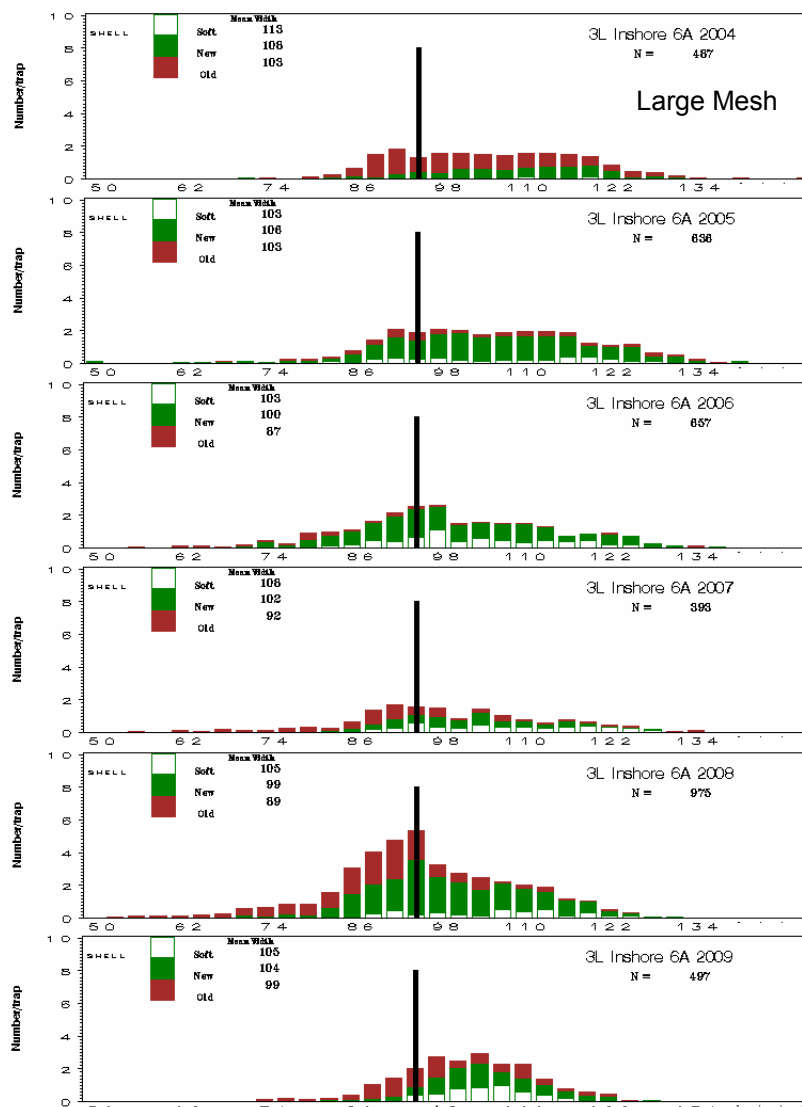 Mean Width
SHELL
Soft 113
New 108
Old 103
3L Inshore 6A 2004
N = 487
Large Mesh
Number/trap
10
8
6
4
2
0
50 62 74 86 98 110 122 134
Mean Width
SHELL
Soft 103
New 106
Old 103
3L Inshore 6A 2005
N = 636
Number/trap
10
8
6
4
2
0
50 62 74 86 98 110 122 134
Mean Width
SHELL
Soft 103
New 100
Old 87
3L Inshore 6A 2006
N = 657
Number/trap
10
8
6
4
2
0
50 62 74 86 98 110 122 134
Mean Width
SHELL
Soft 108
New 102
Old 92
3L Inshore 6A 2007
N = 393
Number/trap
10
8
6
4
2
0
50 62 74 86 98 110 122 134
Mean Width
SHELL
Soft 105
New 99
Old 89
3L Inshore 6A 2008
N = 975
Number/trap
10
8
6
4
2
0
50 62 74 86 98 110 122 134
Mean Width
SHELL
Soft 105
New 104
Old 99
3L Inshore 6A 2009
N = 497
Number/trap
10
8
6
4
2
0